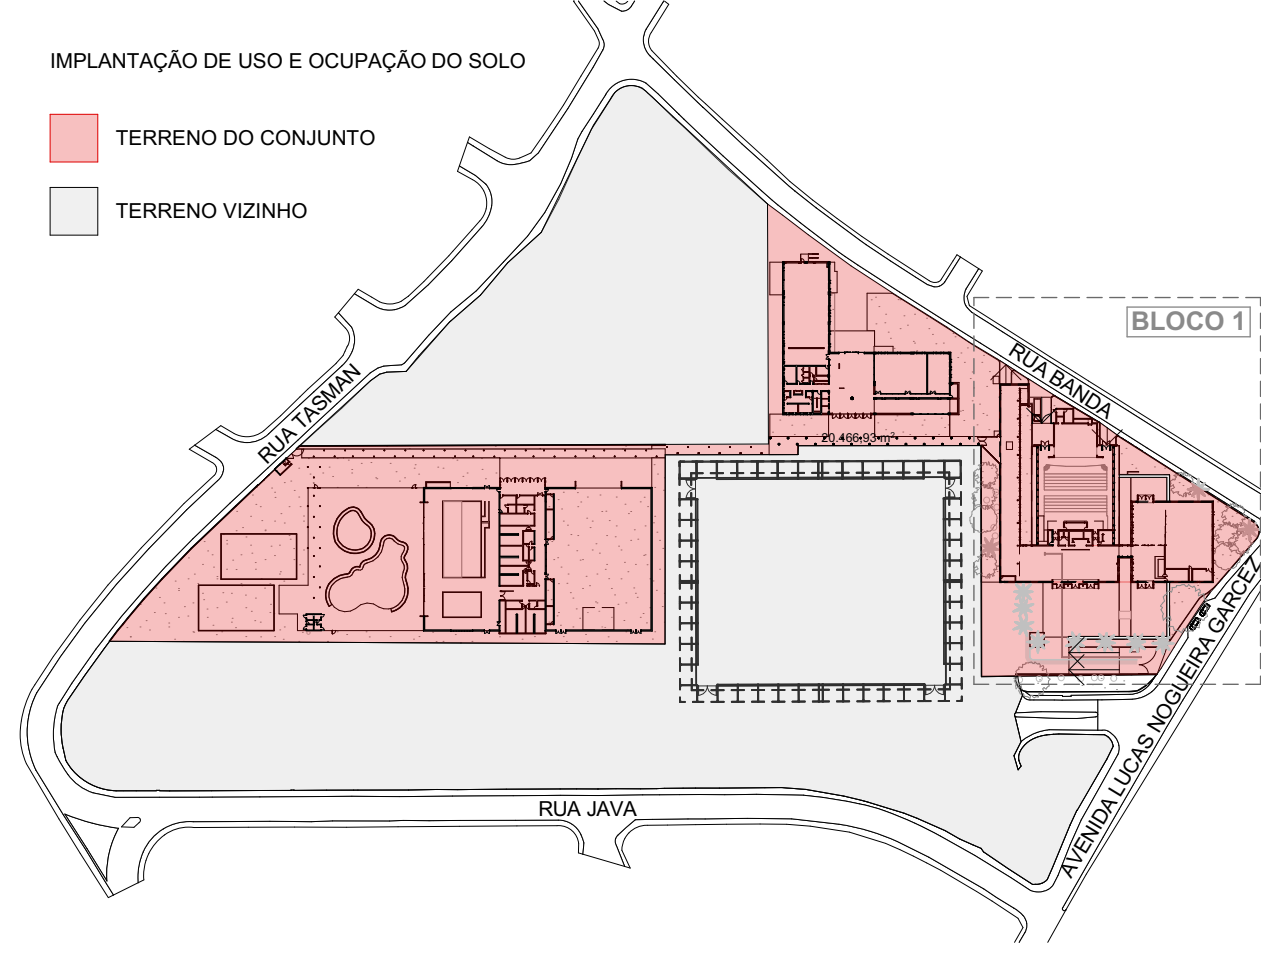 IMPLANTAÇÃO DE USO E OCUPAÇÃO DO SOLO
TERRENO DO CONJUNTO
TERRENO VIZINHO
BLOCO 1
RUA BANDA
RUA TASMAN
20.466,93 m²
AVENIDA LUCAS NOGUEIRA GARCEZ
RUA JAVA